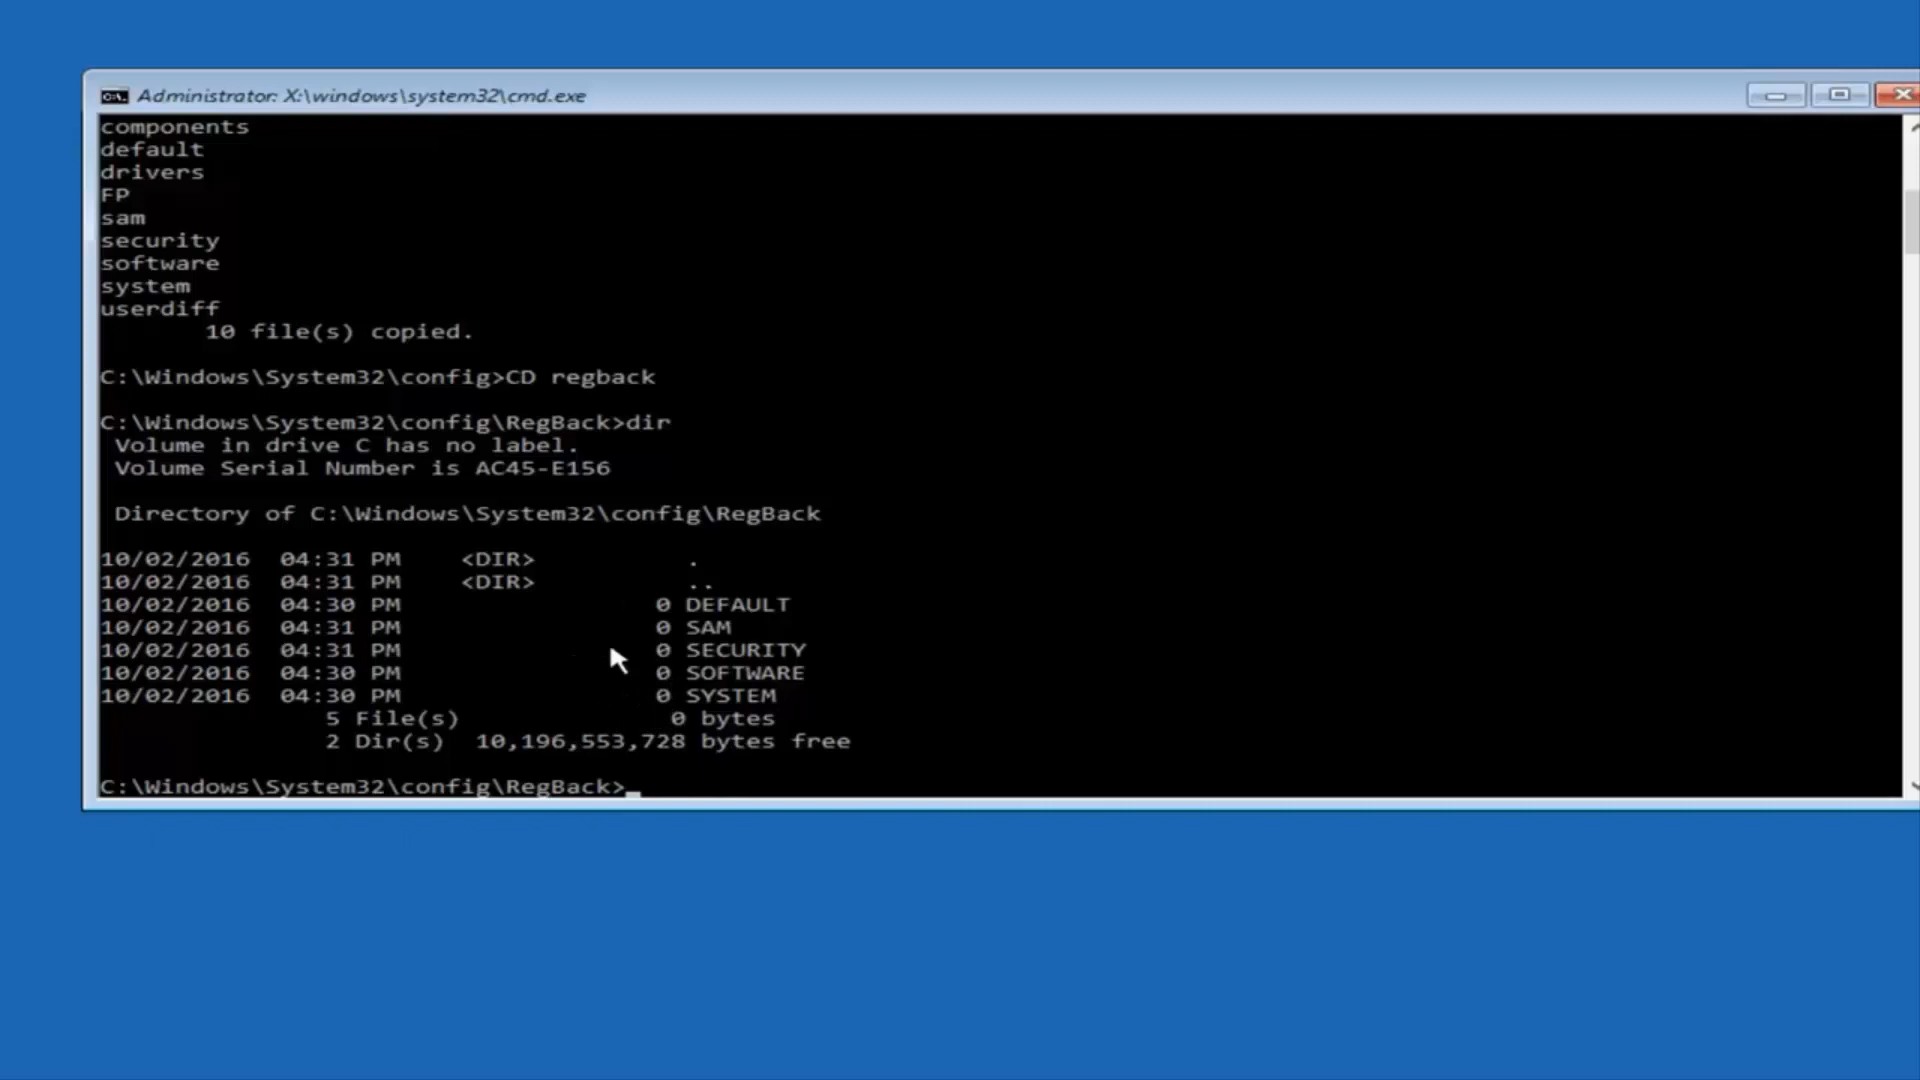 Administrator: X:\windows\system32\cmd.exe
components
default
drivers
FP
sam
security
software
system
userdiff
       10 file(s) copied.
C:\Windows\System32\config>CD regback
C:\Windows\System32\config\RegBack>dir
 Volume in drive C has no label.
 Volume Serial Number is AC45-E156
 Directory of C:\Windows\System32\config\RegBack
10/02/2016  04:31 PM    <DIR>          .
10/02/2016  04:31 PM    <DIR>          ..
10/02/2016  04:30 PM                 0 DEFAULT
10/02/2016  04:31 PM                 0 SAM
10/02/2016  04:31 PM                 0 SECURITY
10/02/2016  04:30 PM                 0 SOFTWARE
10/02/2016  04:30 PM                 0 SYSTEM
               5 File(s)              0 bytes
               2 Dir(s)  10,196,553,728 bytes free
C:\Windows\System32\config\RegBack>_